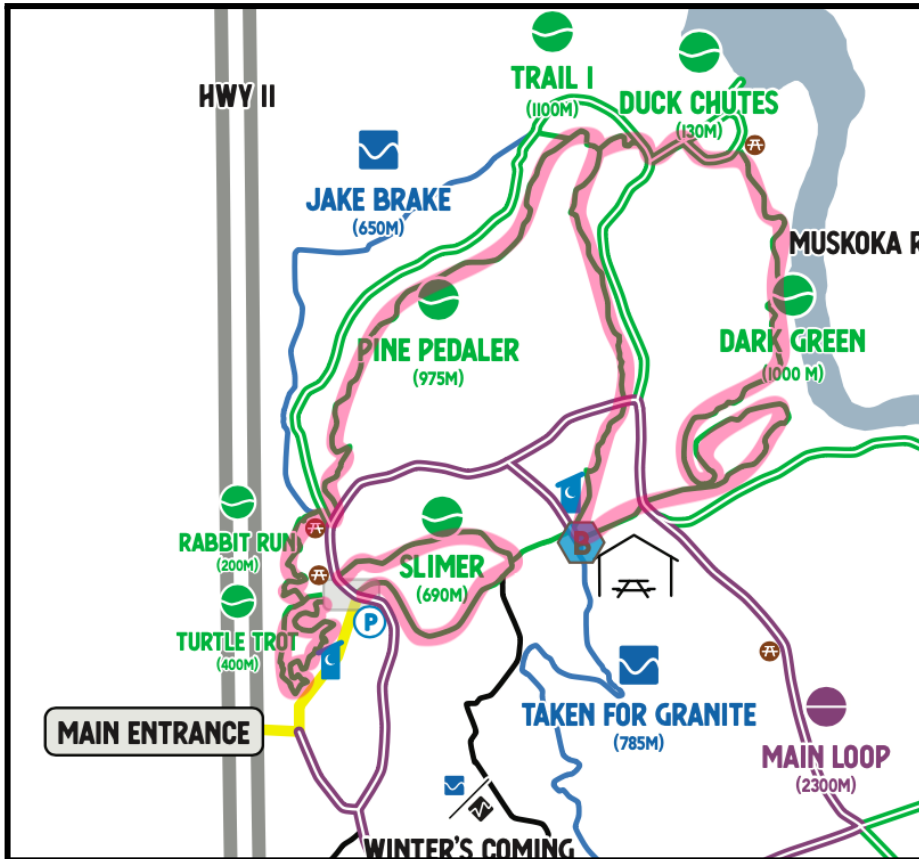 HWY 11
TRAIL 1
(1100M)
DUCK CHUTES
(130M)
JAKE BRAKE
(650M)
MUSKOKA R
PINE PEDALER
(975M)
DARK GREEN
(1000 M)
RABBIT RUN
(200M)
SLIMER
(690M)
B
TURTLE TROT
(400M)
P
MAIN ENTRANCE
TAKEN FOR GRANITE
(785M)
MAIN LOOP
(2300M)
WINTER'S COMING